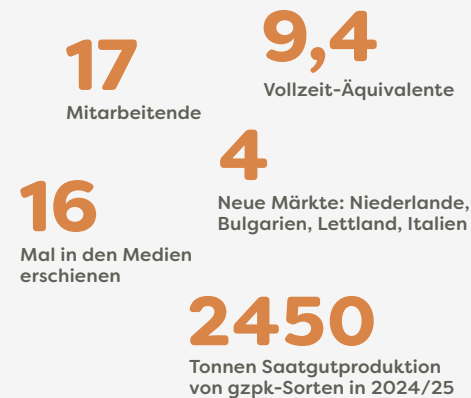 17
Mitarbeitende
9,4
Vollzeit-Äquivalente
4
Neue Märkte: Niederlande,
Bulgarien, Lettland, Italien
16
Mal in den Medien
erschienen
2450
Tonnen Saatgutproduktion
von gzpk-Sorten in 2024/25